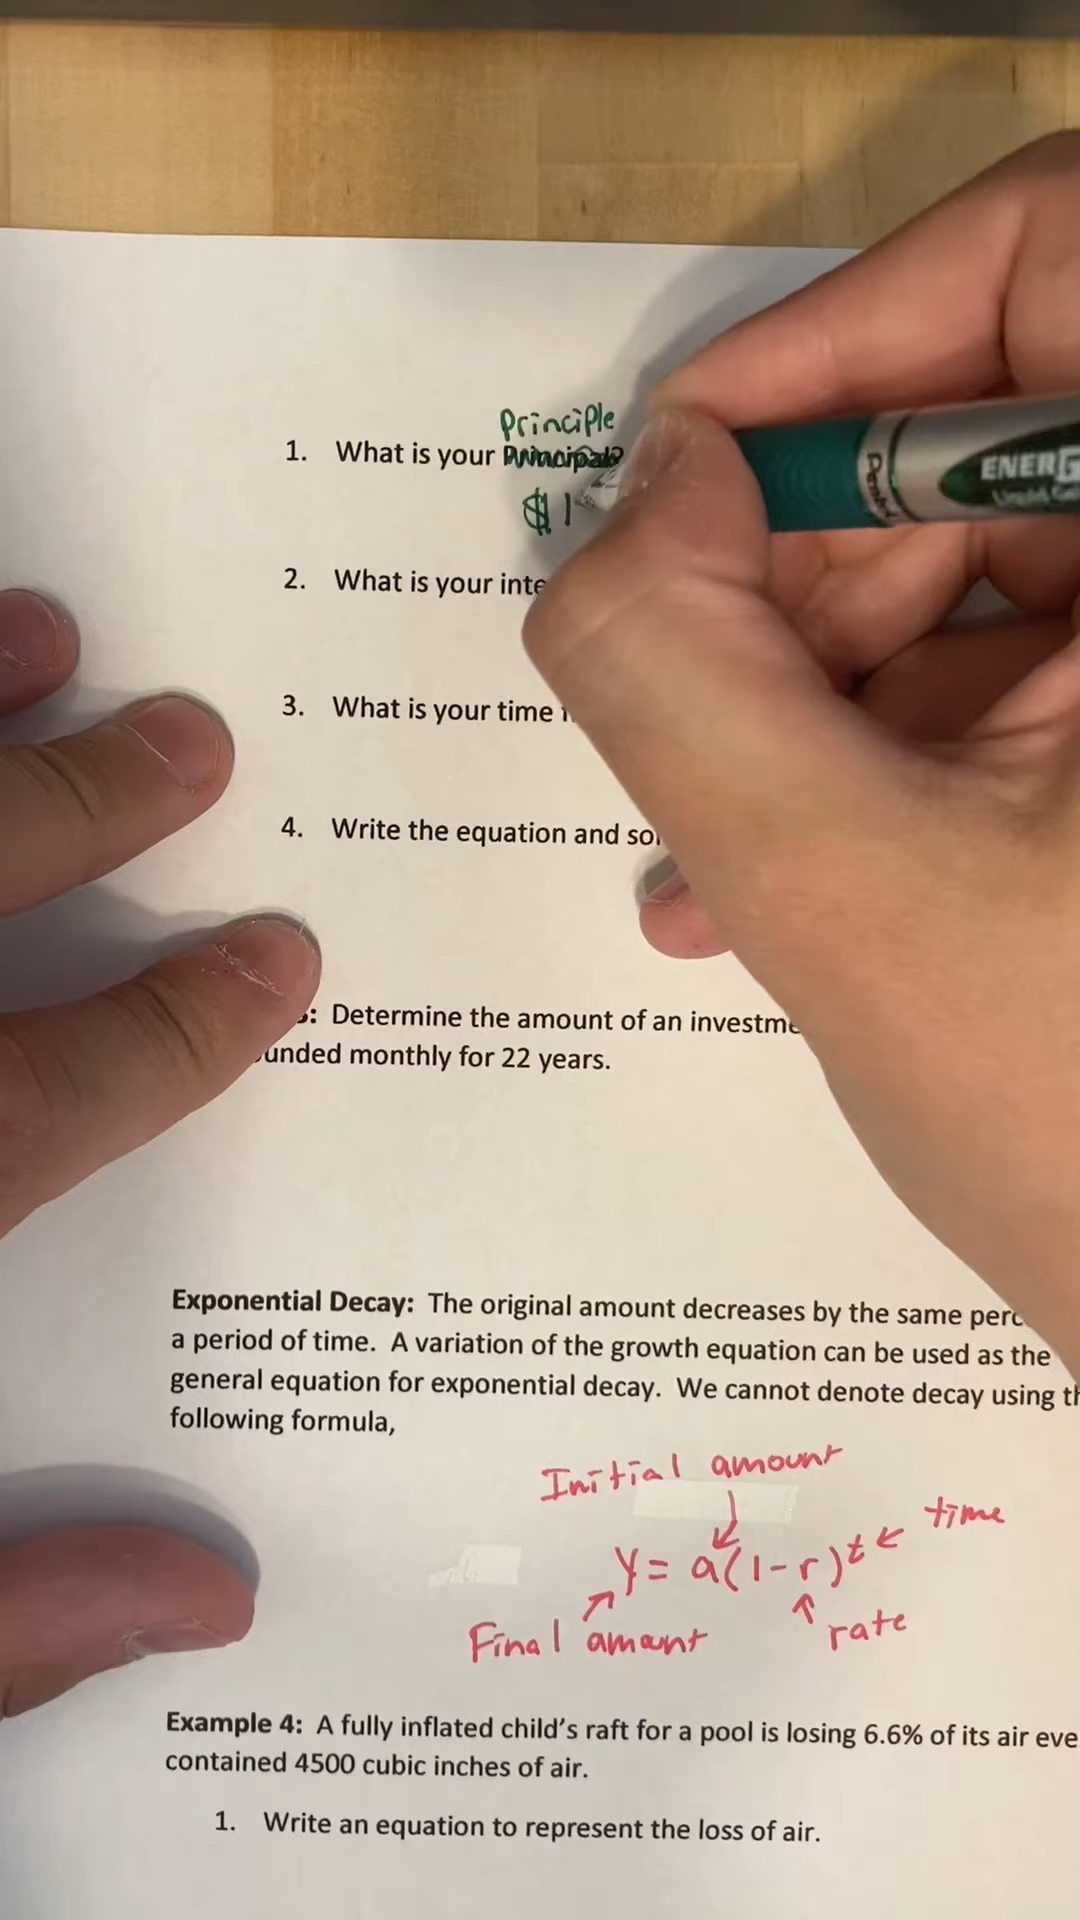 Principle
1. What is your Principal?
$1
2. What is your inte
3. What is your time
4. Write the equation and sol
: Determine the amount of an investme
unded monthly for 22 years.
Exponential Decay: The original amount decreases by the same perc
a period of time. A variation of the growth equation can be used as the
general equation for exponential decay. We cannot denote decay using th
following formula,
Initial amount
time
y = a(1-r)^t
Final amount
rate
Example 4: A fully inflated child's raft for a pool is losing 6.6% of its air eve
contained 4500 cubic inches of air.
1. Write an equation to represent the loss of air.
Pentel
ENERG
Liquid Ge